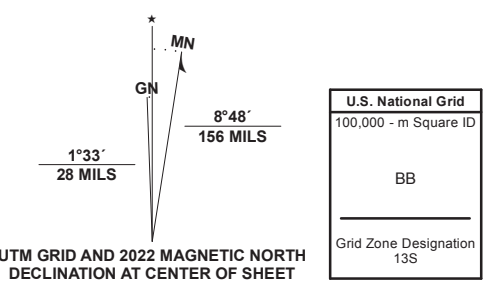 ★
MN
GN
8°48´
156 MILS
1°33´
28 MILS
UTM GRID AND 2022 MAGNETIC NORTH
DECLINATION AT CENTER OF SHEET
U.S. National Grid
100,000 - m Square ID
BB
Grid Zone Designation
13S